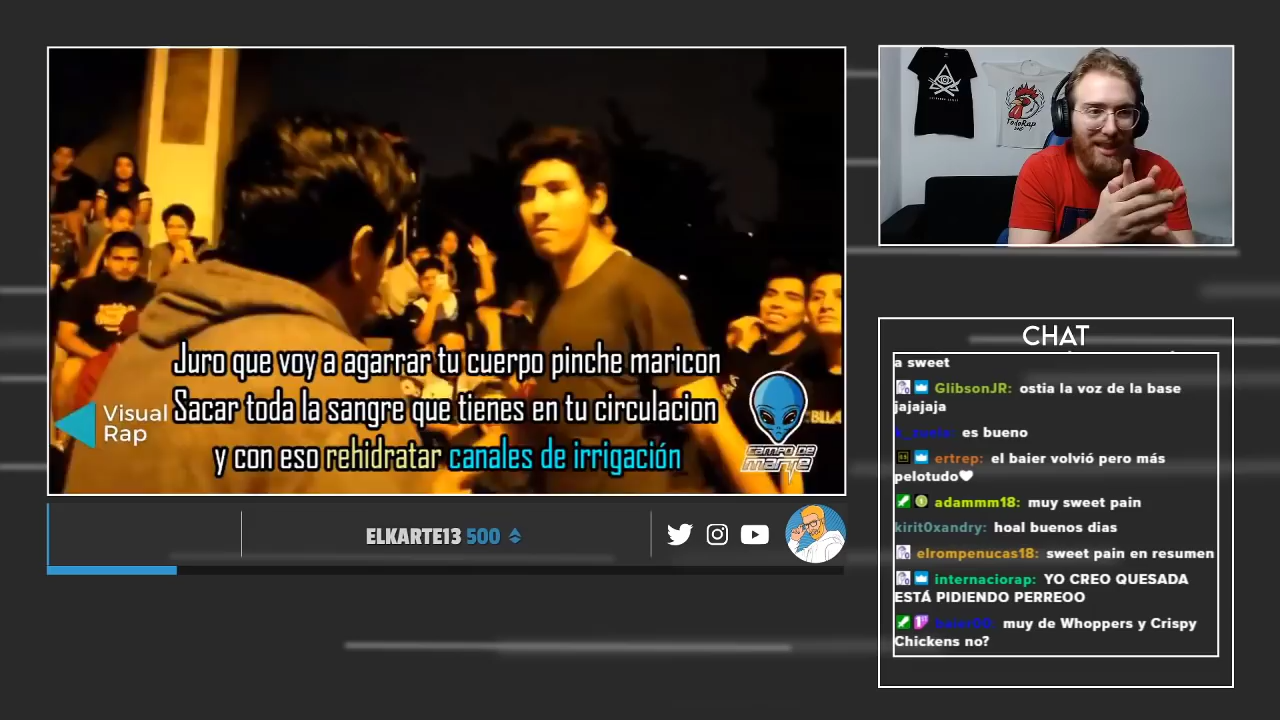 Juro que voy a agarrar tu cuerpo pinche maricon
Sacar toda la sangre que tienes en tu circulacion
y con eso rehidratar canales de irrigación
Visual
Rap
CAMPO DE
MARTE
ELKARTE13 500
FodoRap
CHAT
a sweet
GlibsonJR: ostia la voz de la base
jajajaja
es bueno
ertrep: el baier volvió pero más
pelotudo
adammm18: muy sweet pain
kirit0xandry: hoal buenos dias
elrompenucas18: sweet pain en resumen
internaciorap: YO CREO QUESADA
ESTÁ PIDIENDO PERREOO
muy de Whoppers y Crispy
Chickens no?